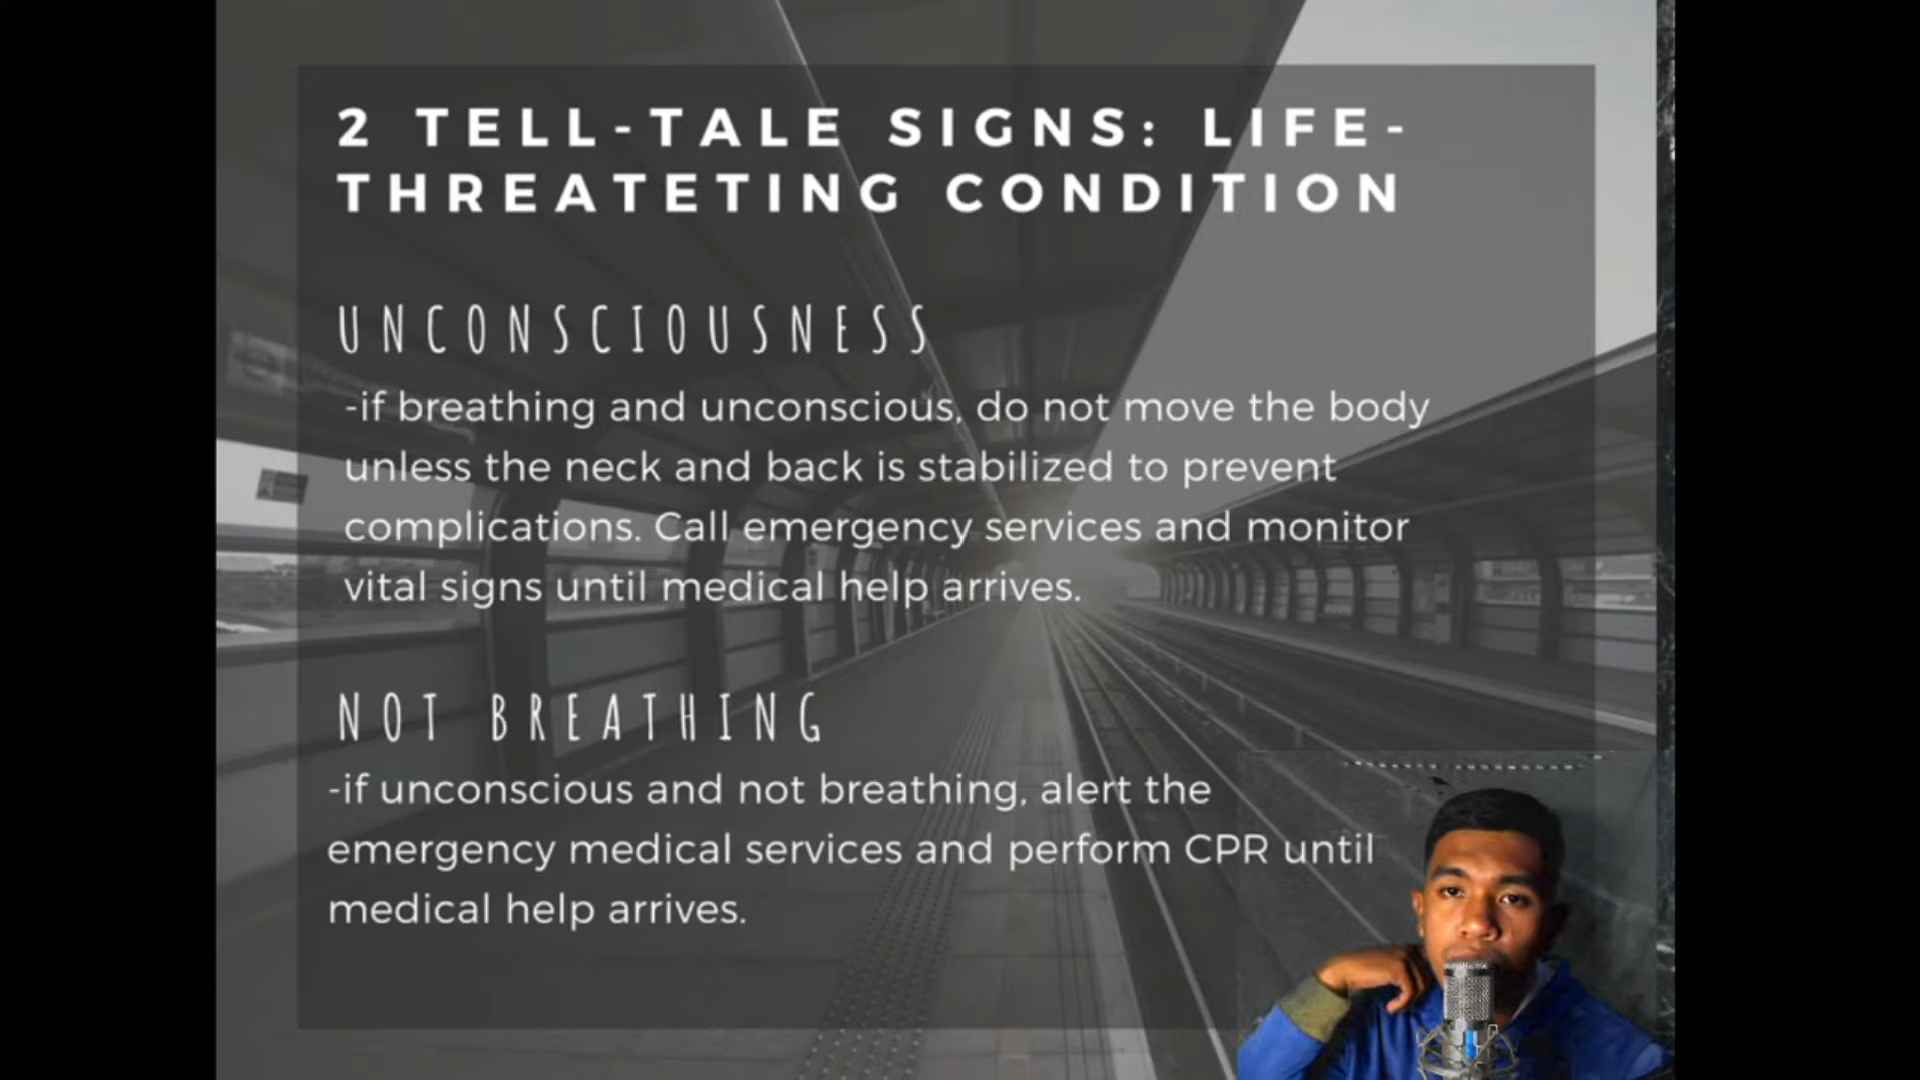 2 TELL-TALE SIGNS: LIFE-
THREATETING CONDITION
UNCONSCIOUSNESS
-if breathing and unconscious, do not move the body
unless the neck and back is stabilized to prevent
complications. Call emergency services and monitor
vital signs until medical help arrives.
NOT BREATHING
-if unconscious and not breathing, alert the
emergency medical services and perform CPR until
medical help arrives.